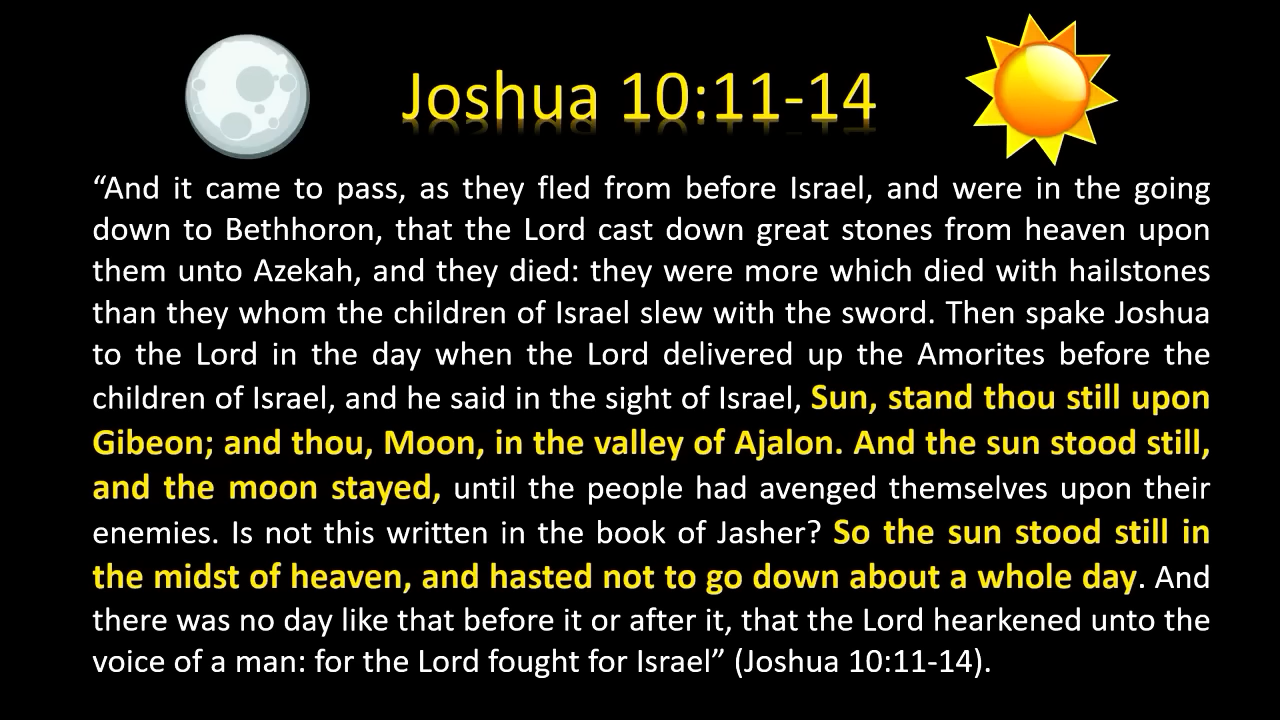 Joshua 10:11-14
“And it came to pass, as they fled from before Israel, and were in the going
down to Bethhoron, that the Lord cast down great stones from heaven upon
them unto Azekah, and they died: they were more which died with hailstones
than they whom the children of Israel slew with the sword. Then spake Joshua
to the Lord in the day when the Lord delivered up the Amorites before the
children of Israel, and he said in the sight of Israel, Sun, stand thou still upon
Gibeon; and thou, Moon, in the valley of Ajalon. And the sun stood still,
and the moon stayed, until the people had avenged themselves upon their
enemies. Is not this written in the book of Jasher? So the sun stood still in
the midst of heaven, and hasted not to go down about a whole day. And
there was no day like that before it or after it, that the Lord hearkened unto the
voice of a man: for the Lord fought for Israel” (Joshua 10:11-14).